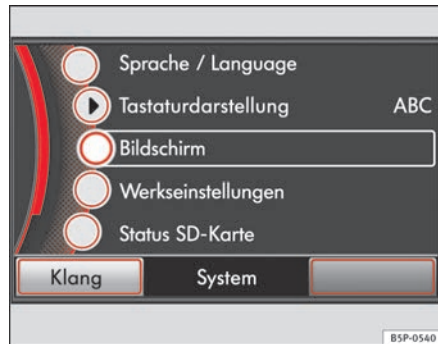 Sprache / Language
Tastaturdarstellung ABC
Bildschirm
Werkseinstellungen
Status SD-Karte
Klang System
B5P-0540